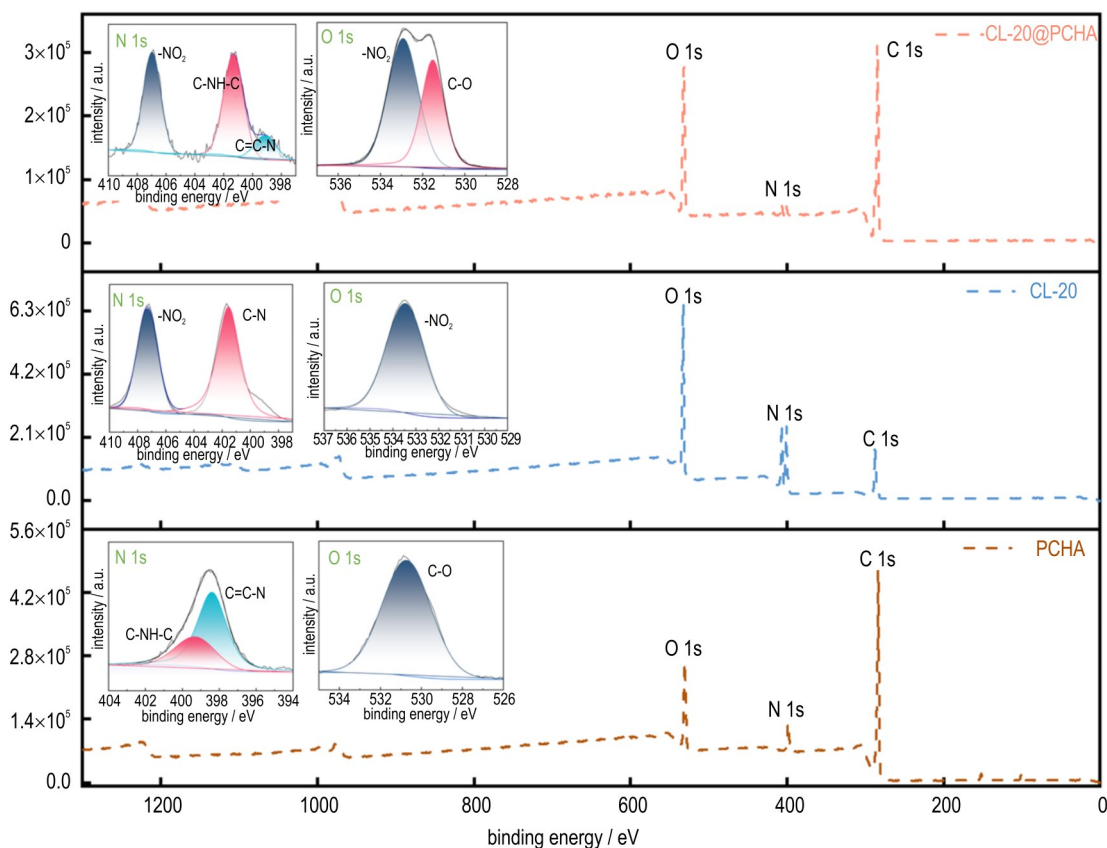 CL-20@PCHA
3×10⁵
2×10⁵
1×10⁵
0
O 1s
N 1s
C 1s
N 1s
-NO₂
C-NH-C
C=C-N
intensity / a.u.
410 408 406 404 402 400 398
binding energy / eV
O 1s
-NO₂
C-O
intensity / a.u.
536 534 532 530 528
binding energy / eV
CL-20
6.3×10⁵
4.2×10⁵
2.1×10⁵
0.0
O 1s
N 1s
C 1s
N 1s
-NO₂
C-N
intensity / a.u.
410 408 406 404 402 400 398
binding energy / eV
O 1s
-NO₂
intensity / a.u.
537 536 535 534 533 532 531 530 529
binding energy / eV
PCHA
5.6×10⁵
4.2×10⁵
2.8×10⁵
1.4×10⁵
0.0
O 1s
N 1s
C 1s
N 1s
C=C-N
C-NH-C
intensity / a.u.
404 402 400 398 396 394
binding energy / eV
O 1s
C-O
intensity / a.u.
534 532 530 528 526
binding energy / eV
1200 1000 800 600 400 200 0
binding energy / eV